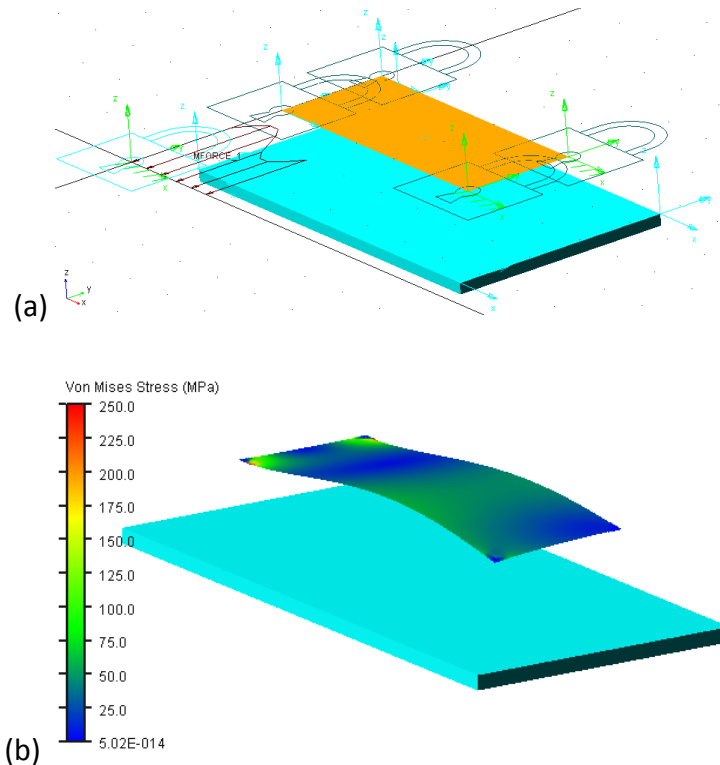 z
z
z
z
z
z
z
MFORCE_1
x
x
x
x
x
z
Y
X
(a)
Von Mises Stress (MPa)
250.0
225.0
200.0
175.0
150.0
125.0
100.0
75.0
50.0
25.0
5.02E-014
(b)